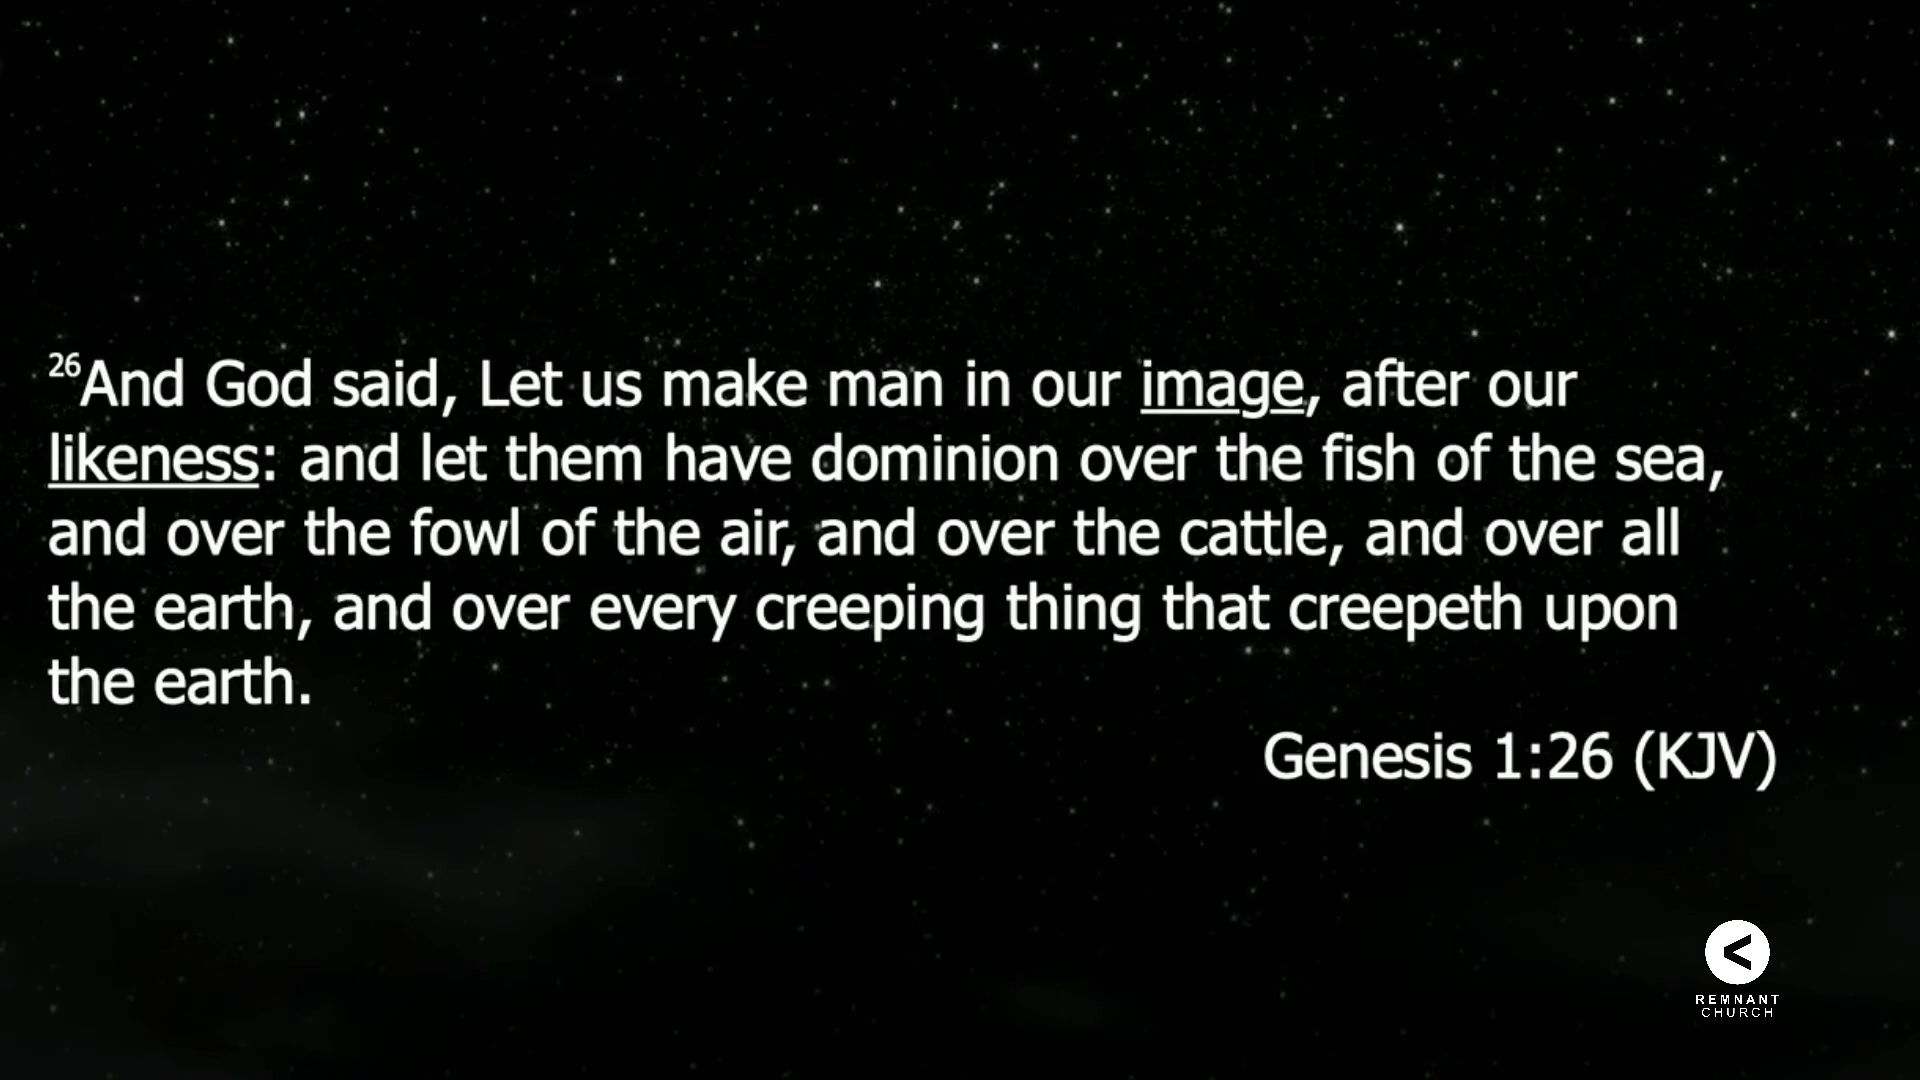 26And God said, Let us make man in our image, after our
likeness: and let them have dominion over the fish of the sea,
and over the fowl of the air, and over the cattle, and over all
the earth, and over every creeping thing that creepeth upon
the earth.
Genesis 1:26 (KJV)
REMNANT
CHURCH